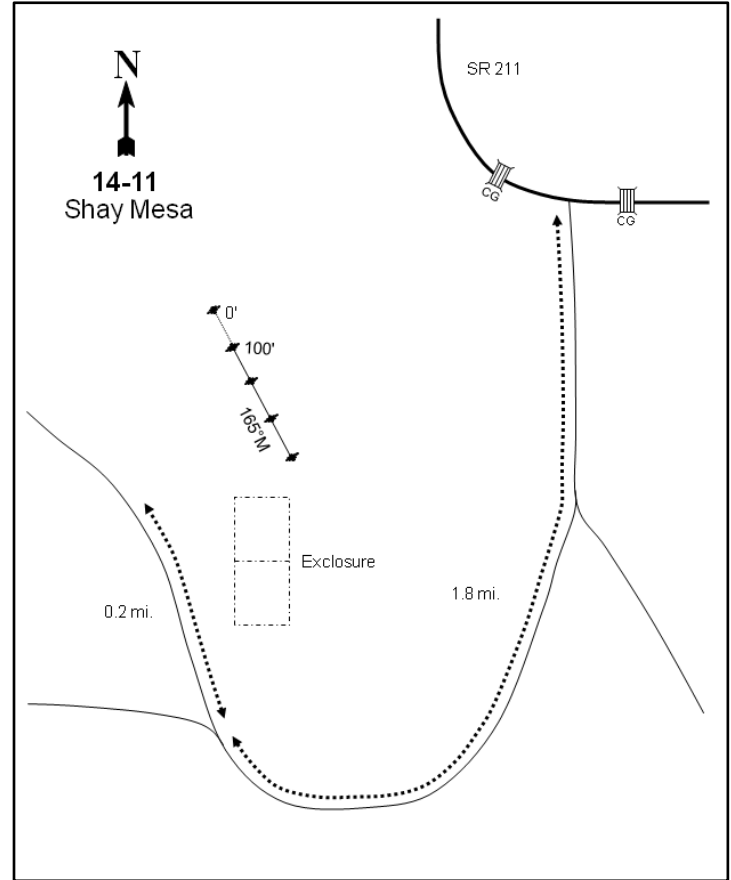 N
14-11
Shay Mesa
SR 211
CG
CG
0'
100'
165°M
Exclosure
0.2 mi.
1.8 mi.